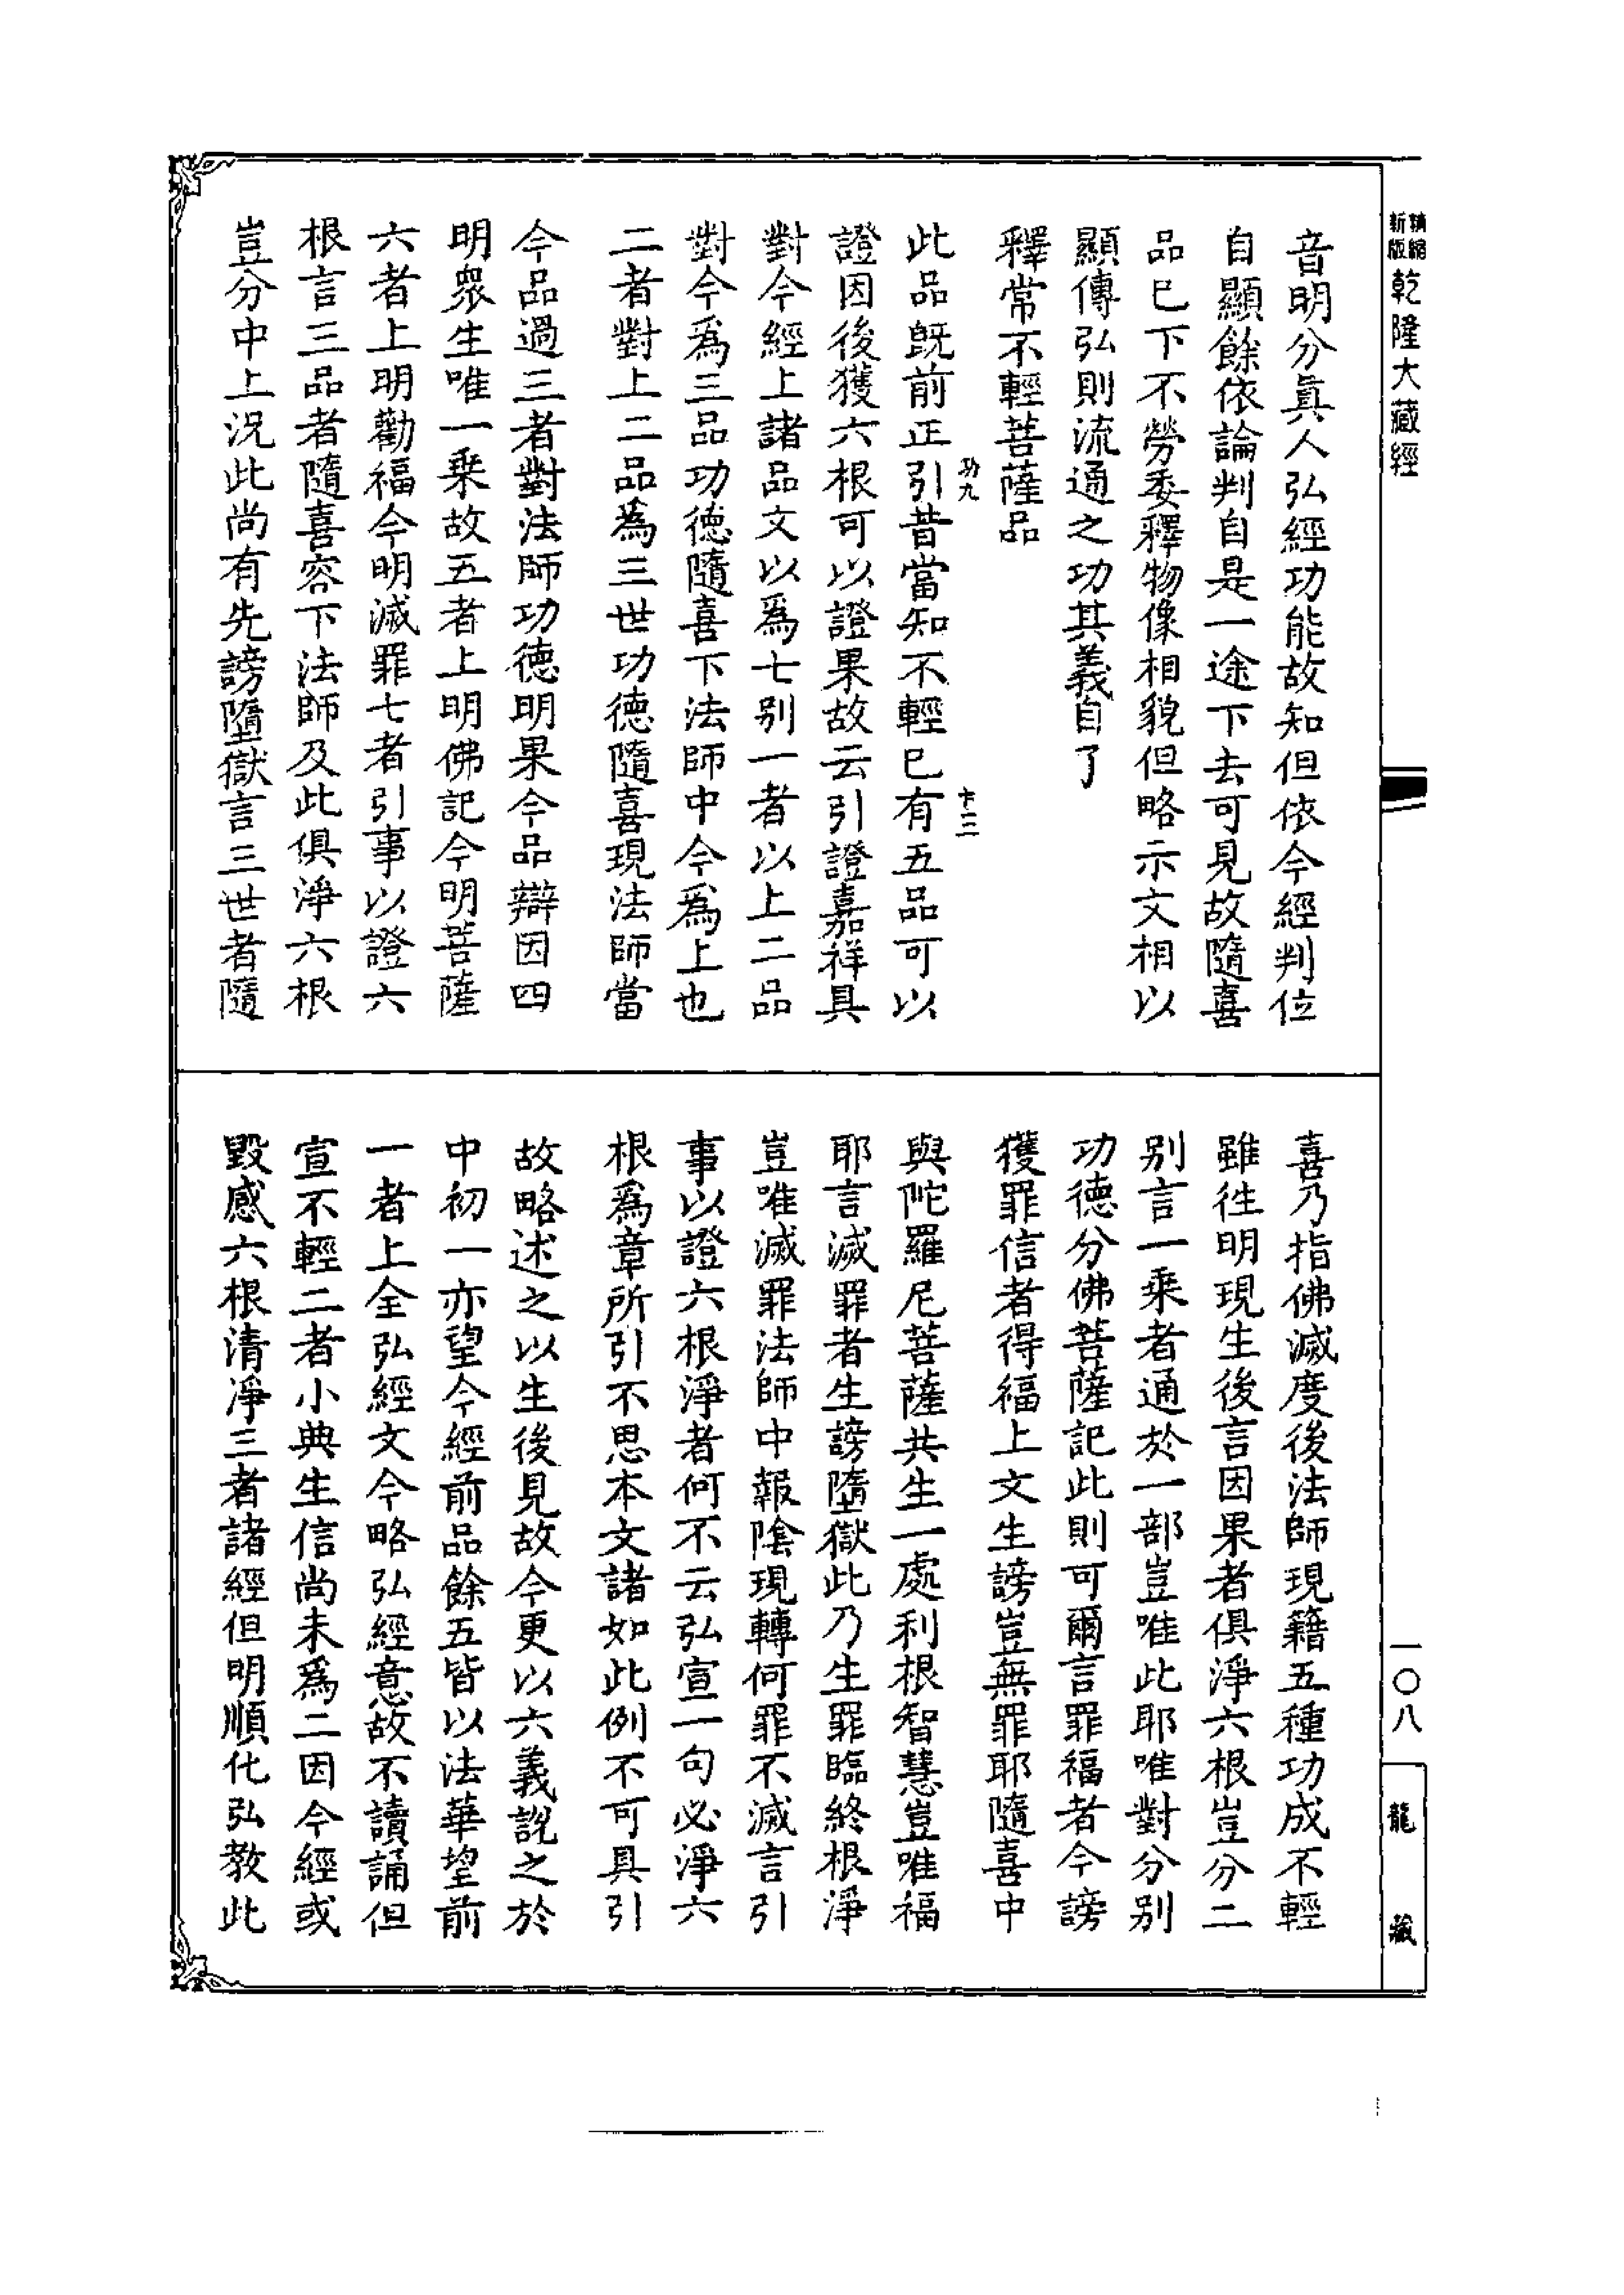 新版 精縮 乾隆大藏經
音明分真人弘經功能故知但依今經判位
自顯餘依論判自是一途下去可見故隨喜
品已下不勞委釋物像相貌但略示文相以
顯傳弘則流通之功其義自了
釋常不輕菩薩品
功九
十三
此品既前正引昔當知不輕已有五品可以
證因後獲六根可以證果故云引證嘉祥具
對今經上諸品文以爲七別一者以上二品
對今爲三品功德隨喜下法師中今爲上也
二者對上二品為三世功德隨喜現法師當
今品過三者對法師功德明果今品辯因四
明眾生唯一乗故五者上明佛記今明菩薩
六者上明勸福今明滅罪七者引事以證六
根言三品者隨喜容下法師及此俱淨六根
豈分中上況此尚有先謗墮獄言三世者隨
喜乃指佛滅度後法師現籍五種功成不輕
雖徃明現生後言因果者俱淨六根豈分二
別言一乗者通於一部豈唯此耶唯對分別
功德分佛菩薩記此則可爾言罪福者今謗
獲罪信者得福上文生謗豈無罪耶隨喜中
與陀羅尼菩薩共生一處利根智慧豈唯福
耶言滅罪者生謗墮獄此乃生罪臨終根淨
豈唯滅罪法師中報陰現轉何罪不滅言引
事以證六根淨者何不云弘宣一句必淨六
根爲章所引不思本文諸如此例不可具引
故略述之以生後見故今更以六義說之於
中初一亦望今經前品餘五皆以法華望前
一者上全弘經文今略弘經意故不讀誦但
宣不輕二者小典生信尚未爲二因今經或
毀感六根清淨三者諸經但明順化弘教此
一〇八
龍藏